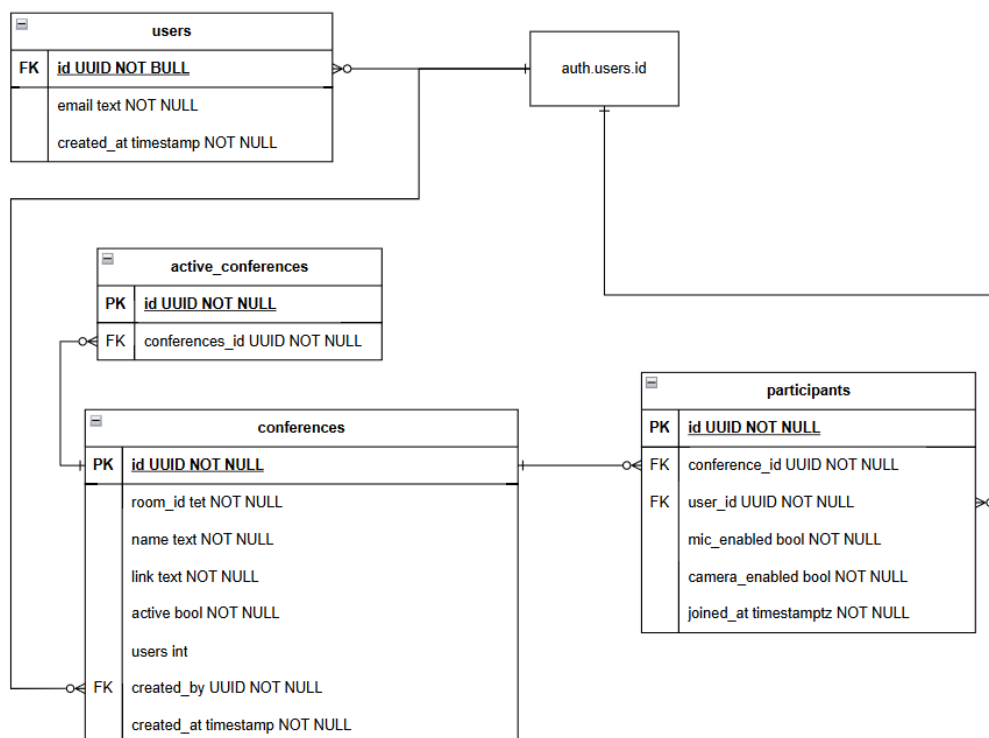 users
FK id UUID NOT BULL
email text NOT NULL
created_at timestamp NOT NULL
auth.users.id
active_conferences
PK id UUID NOT NULL
FK conferences_id UUID NOT NULL
conferences
PK id UUID NOT NULL
room_id tet NOT NULL
name text NOT NULL
link text NOT NULL
active bool NOT NULL
users int
FK created_by UUID NOT NULL
created_at timestamp NOT NULL
participants
PK id UUID NOT NULL
FK conference_id UUID NOT NULL
FK user_id UUID NOT NULL
mic_enabled bool NOT NULL
camera_enabled bool NOT NULL
joined_at timestamptz NOT NULL